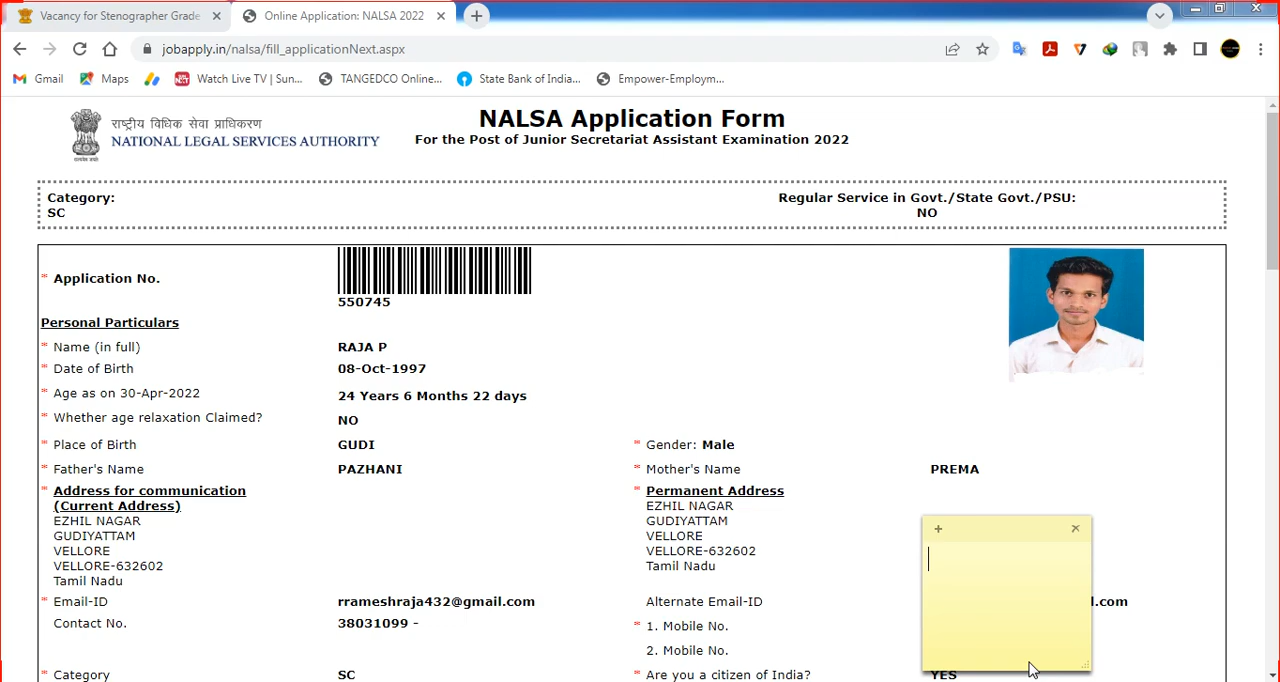 Vacancy for Stenographer Grade
Online Application: NALSA 2022
jobapply.in/nalsa/fill_applicationNext.aspx
Gmail
Maps
Watch Live TV | Sun...
TANGEDCO Online...
State Bank of India...
Empower-Employm...
राष्ट्रीय विधिक सेवा प्राधिकरण
NATIONAL LEGAL SERVICES AUTHORITY
NALSA Application Form
For the Post of Junior Secretariat Assistant Examination 2022
Category:
SC
Regular Service in Govt./State Govt./PSU:
NO
* Application No.
550745
Personal Particulars
* Name (in full) RAJA P
* Date of Birth 08-Oct-1997
* Age as on 30-Apr-2022 24 Years 6 Months 22 days
* Whether age relaxation Claimed? NO
* Place of Birth GUDI * Gender: Male
* Father's Name PAZHANI * Mother's Name PREMA
* Address for communication
(Current Address)
EZHIL NAGAR
GUDIYATTAM
VELLORE
VELLORE-632602
Tamil Nadu
* Permanent Address
EZHIL NAGAR
GUDIYATTAM
VELLORE
VELLORE-632602
Tamil Nadu
* Email-ID rrameshraja432@gmail.com Alternate Email-ID l.com
Contact No. 38031099 - * 1. Mobile No.
2. Mobile No.
* Category SC * Are you a citizen of India? YES